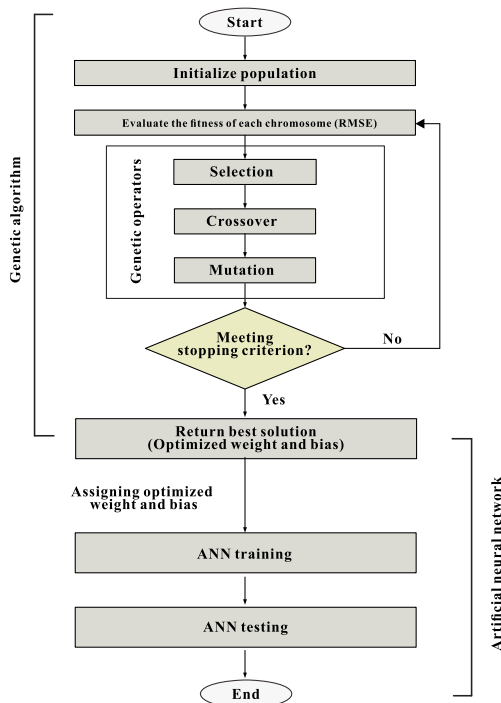 Start
Initialize population
Evaluate the fitness of each chromosome (RMSE)
Genetic algorithm
Genetic operators
Selection
Crossover
Mutation
Meeting
stopping criterion?
No
Yes
Return best solution
(Optimized weight and bias)
Assigning optimized
weight and bias
ANN training
ANN testing
Artificial neural network
End